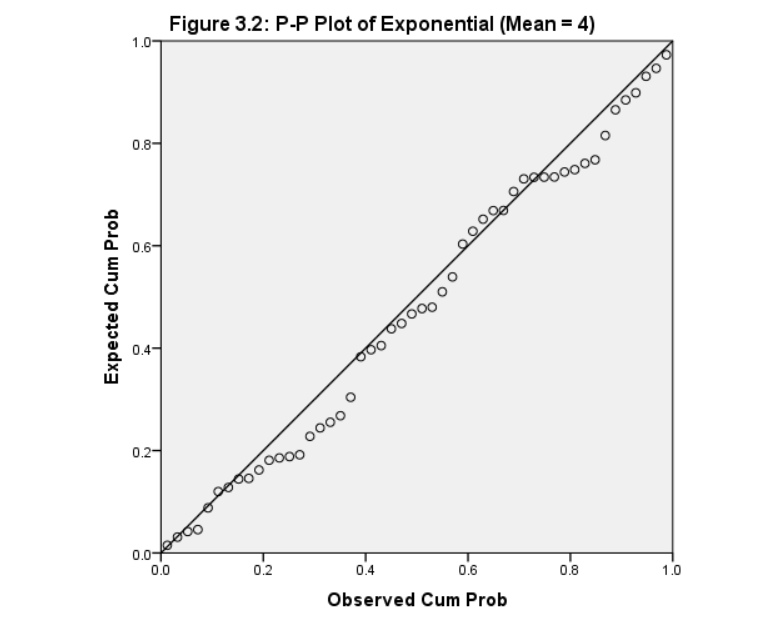 Figure 3.2: P-P Plot of Exponential (Mean = 4)
1.0
0.8
0.6
0.4
0.2
0.0
Expected Cum Prob
0.0 0.2 0.4 0.6 0.8 1.0
Observed Cum Prob